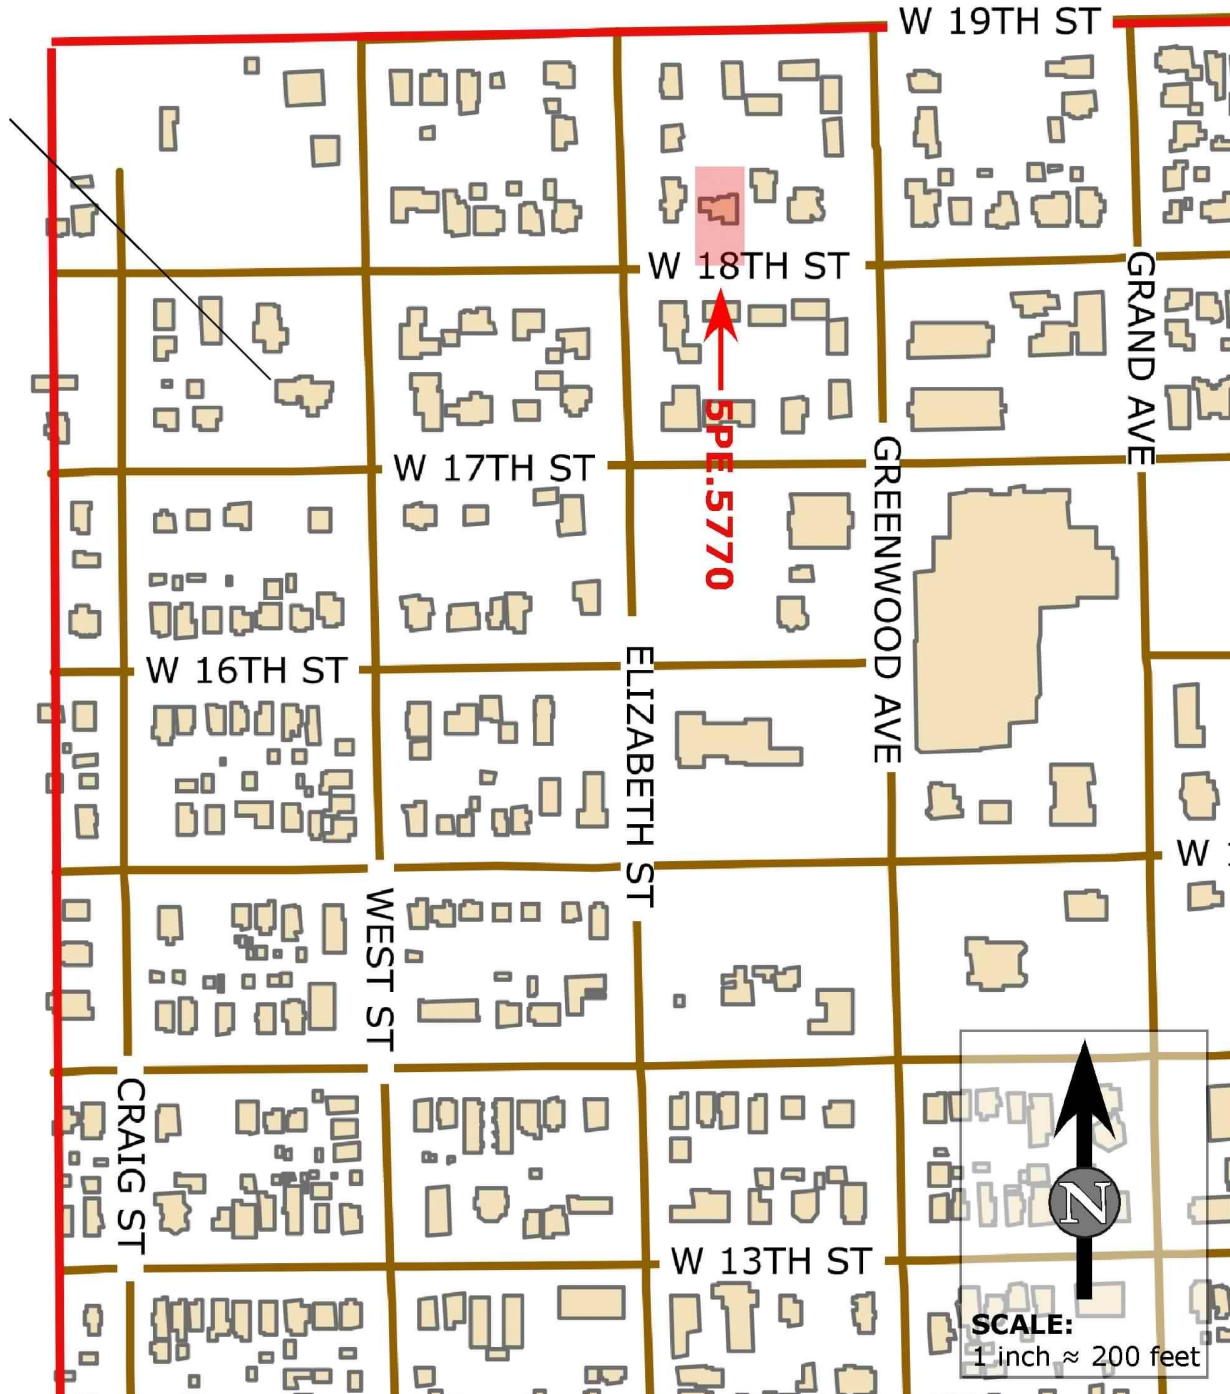 W 19TH ST
W 18TH ST
GRAND AVE
5PE.5770
W 17TH ST
GREENWOOD AVE
W 16TH ST
ELIZABETH ST
W 1
WEST ST
CRAIG ST
W 13TH ST
N
SCALE:
1 inch ≈ 200 feet